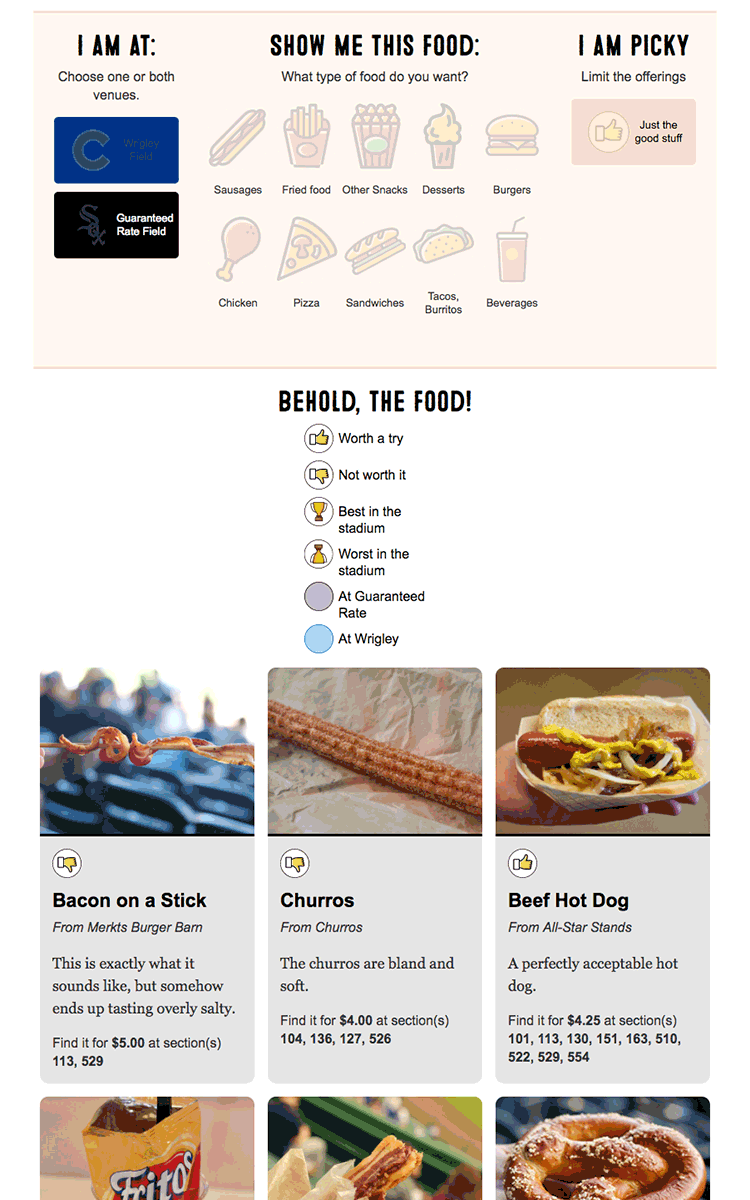 I AM AT:
Choose one or both
venues.
Wrigley
Field
Sox
Guaranteed
Rate Field
SHOW ME THIS FOOD:
What type of food do you want?
Sausages
Fried food
Other Snacks
Desserts
Burgers
Chicken
Pizza
Sandwiches
Tacos,
Burritos
Beverages
I AM PICKY
Limit the offerings
Just the
good stuff
BEHOLD, THE FOOD!
Worth a try
Not worth it
Best in the
stadium
Worst in the
stadium
At Guaranteed
Rate
At Wrigley
Bacon on a Stick
From Merkts Burger Barn
This is exactly what it
sounds like, but somehow
ends up tasting overly salty.
Find it for $5.00 at section(s)
113, 529
Churros
From Churros
The churros are bland and
soft.
Find it for $4.00 at section(s)
104, 136, 127, 526
Beef Hot Dog
From All-Star Stands
A perfectly acceptable hot
dog.
Find it for $4.25 at section(s)
101, 113, 130, 151, 163, 510,
522, 529, 554
Fritos